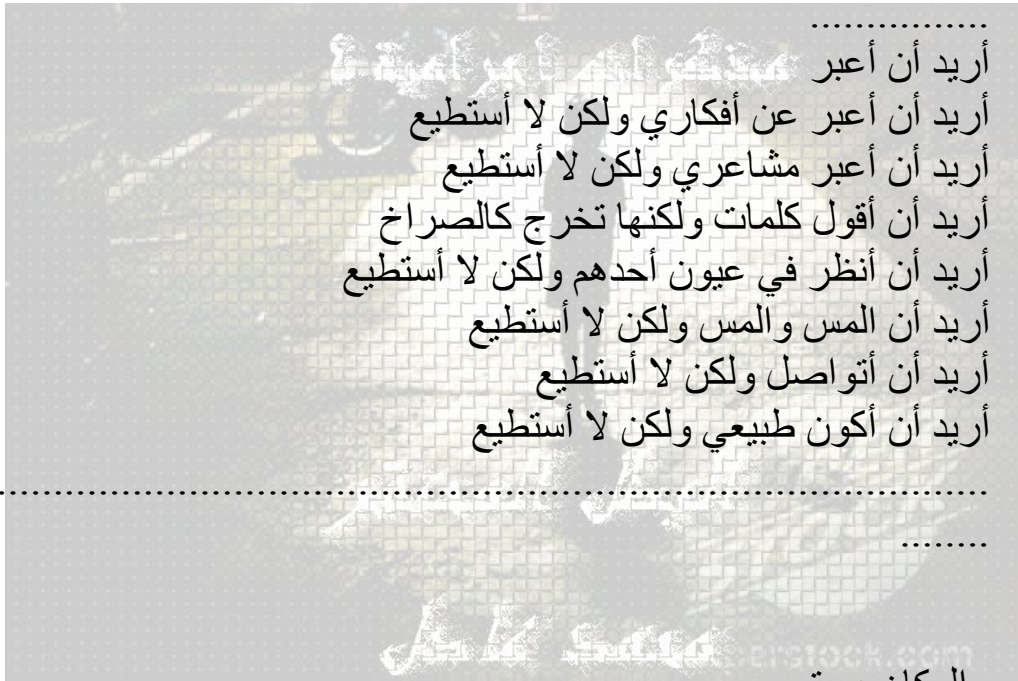 .................
أريد أن أعبر
أريد أن أعبر عن أفكاري ولكن لا أستطيع
أريد أن أعبر مشاعري ولكن لا أستطيع
أريد أن أقول كلمات ولكنها تخرج كالصراخ
أريد أن أنظر في عيون أحدهم ولكن لا أستطيع
أريد أن المس والمس ولكن لا أستطيع
أريد أن أتواصل ولكن لا أستطيع
أريد أن أكون طبيعي ولكن لا أستطيع
................................................................................................
........
erstock.com